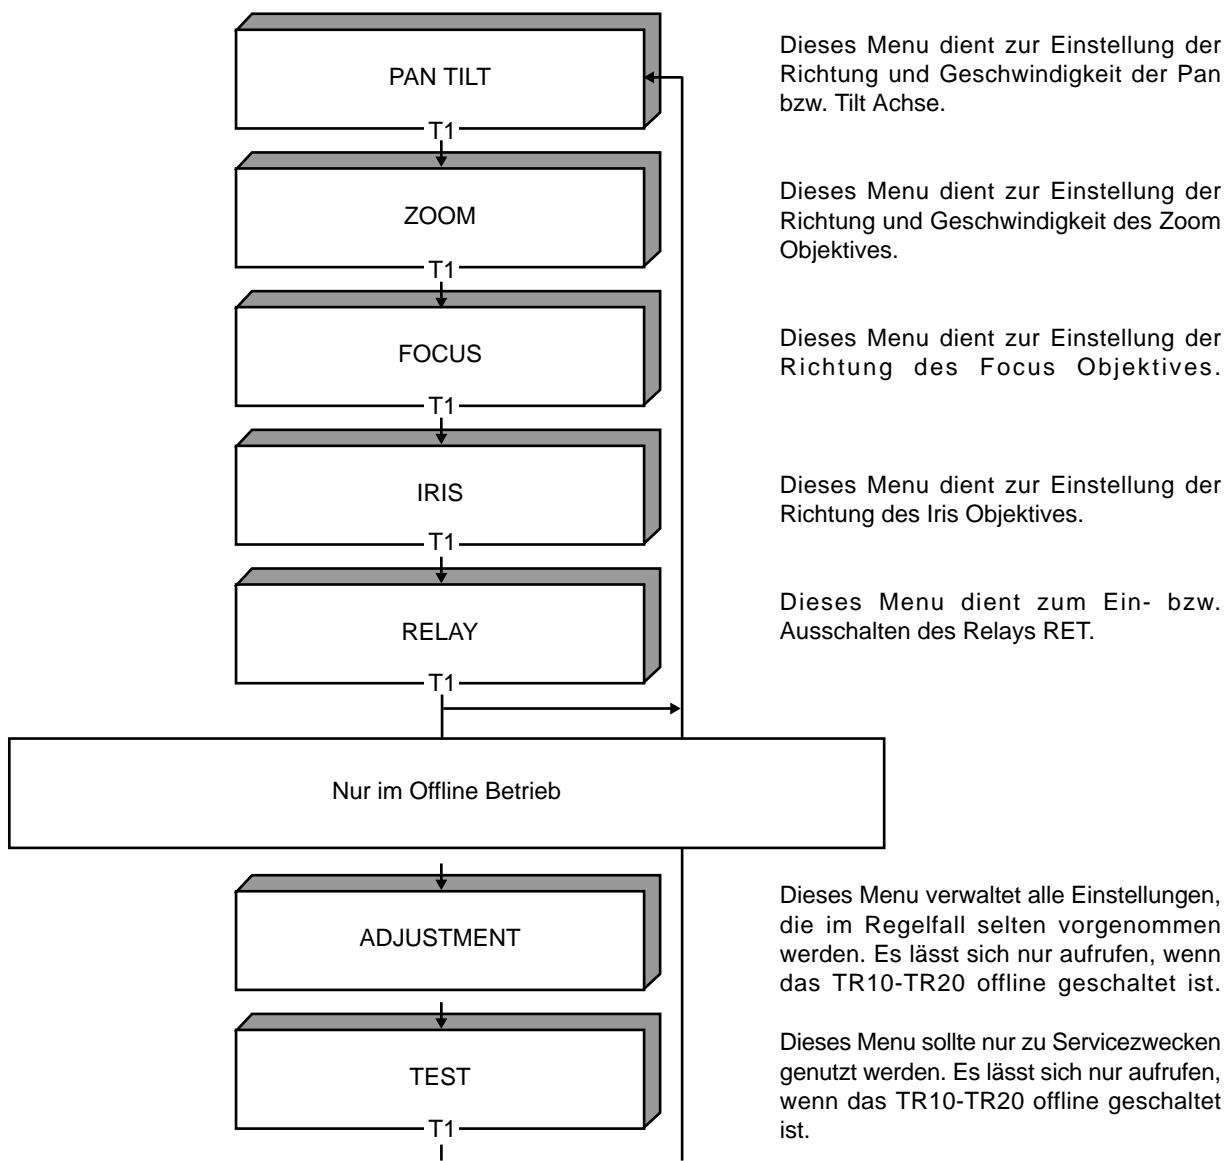 PAN TILT
Dieses Menu dient zur Einstellung der
Richtung und Geschwindigkeit der Pan
bzw. Tilt Achse.
T1
ZOOM
Dieses Menu dient zur Einstellung der
Richtung und Geschwindigkeit des Zoom
Objektives.
T1
FOCUS
Dieses Menu dient zur Einstellung der
Richtung des Focus Objektives.
T1
IRIS
Dieses Menu dient zur Einstellung der
Richtung des Iris Objektives.
T1
RELAY
Dieses Menu dient zum Ein- bzw.
Ausschalten des Relays RET.
T1
Nur im Offline Betrieb
ADJUSTMENT
Dieses Menu verwaltet alle Einstellungen,
die im Regelfall selten vorgenommen
werden. Es lässt sich nur aufrufen, wenn
das TR10-TR20 offline geschaltet ist.
TEST
Dieses Menu sollte nur zu Servicezwecken
genutzt werden. Es lässt sich nur aufrufen,
wenn das TR10-TR20 offline geschaltet
ist.
T1